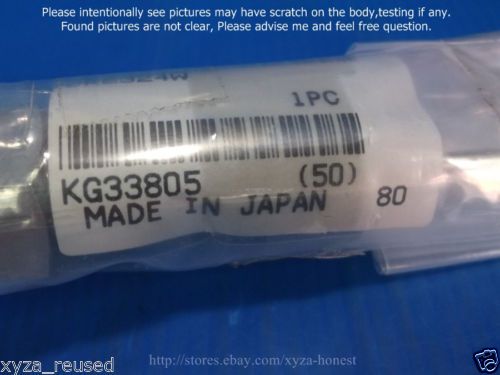 Please intentionally see pictures may have scratch on the body,testing if any.
Found pictures are not clear, Please advise me and feel free question.
1PC
KG33805 (50)
MADE IN JAPAN 80
xyza_reused
http://stores.ebay.com/xyza-honest